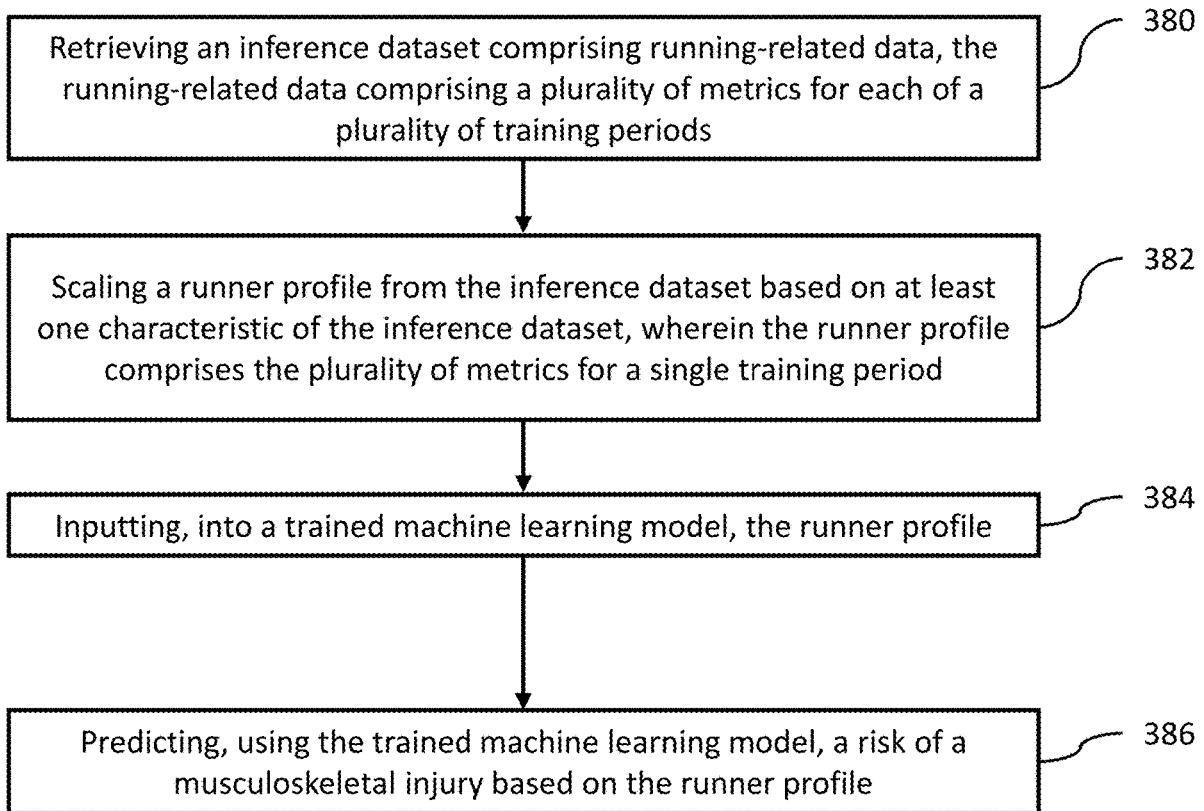 380
Retrieving an inference dataset comprising running-related data, the
running-related data comprising a plurality of metrics for each of a
plurality of training periods
382
Scaling a runner profile from the inference dataset based on at least
one characteristic of the inference dataset, wherein the runner profile
comprises the plurality of metrics for a single training period
384
Inputting, into a trained machine learning model, the runner profile
386
Predicting, using the trained machine learning model, a risk of a
musculoskeletal injury based on the runner profile